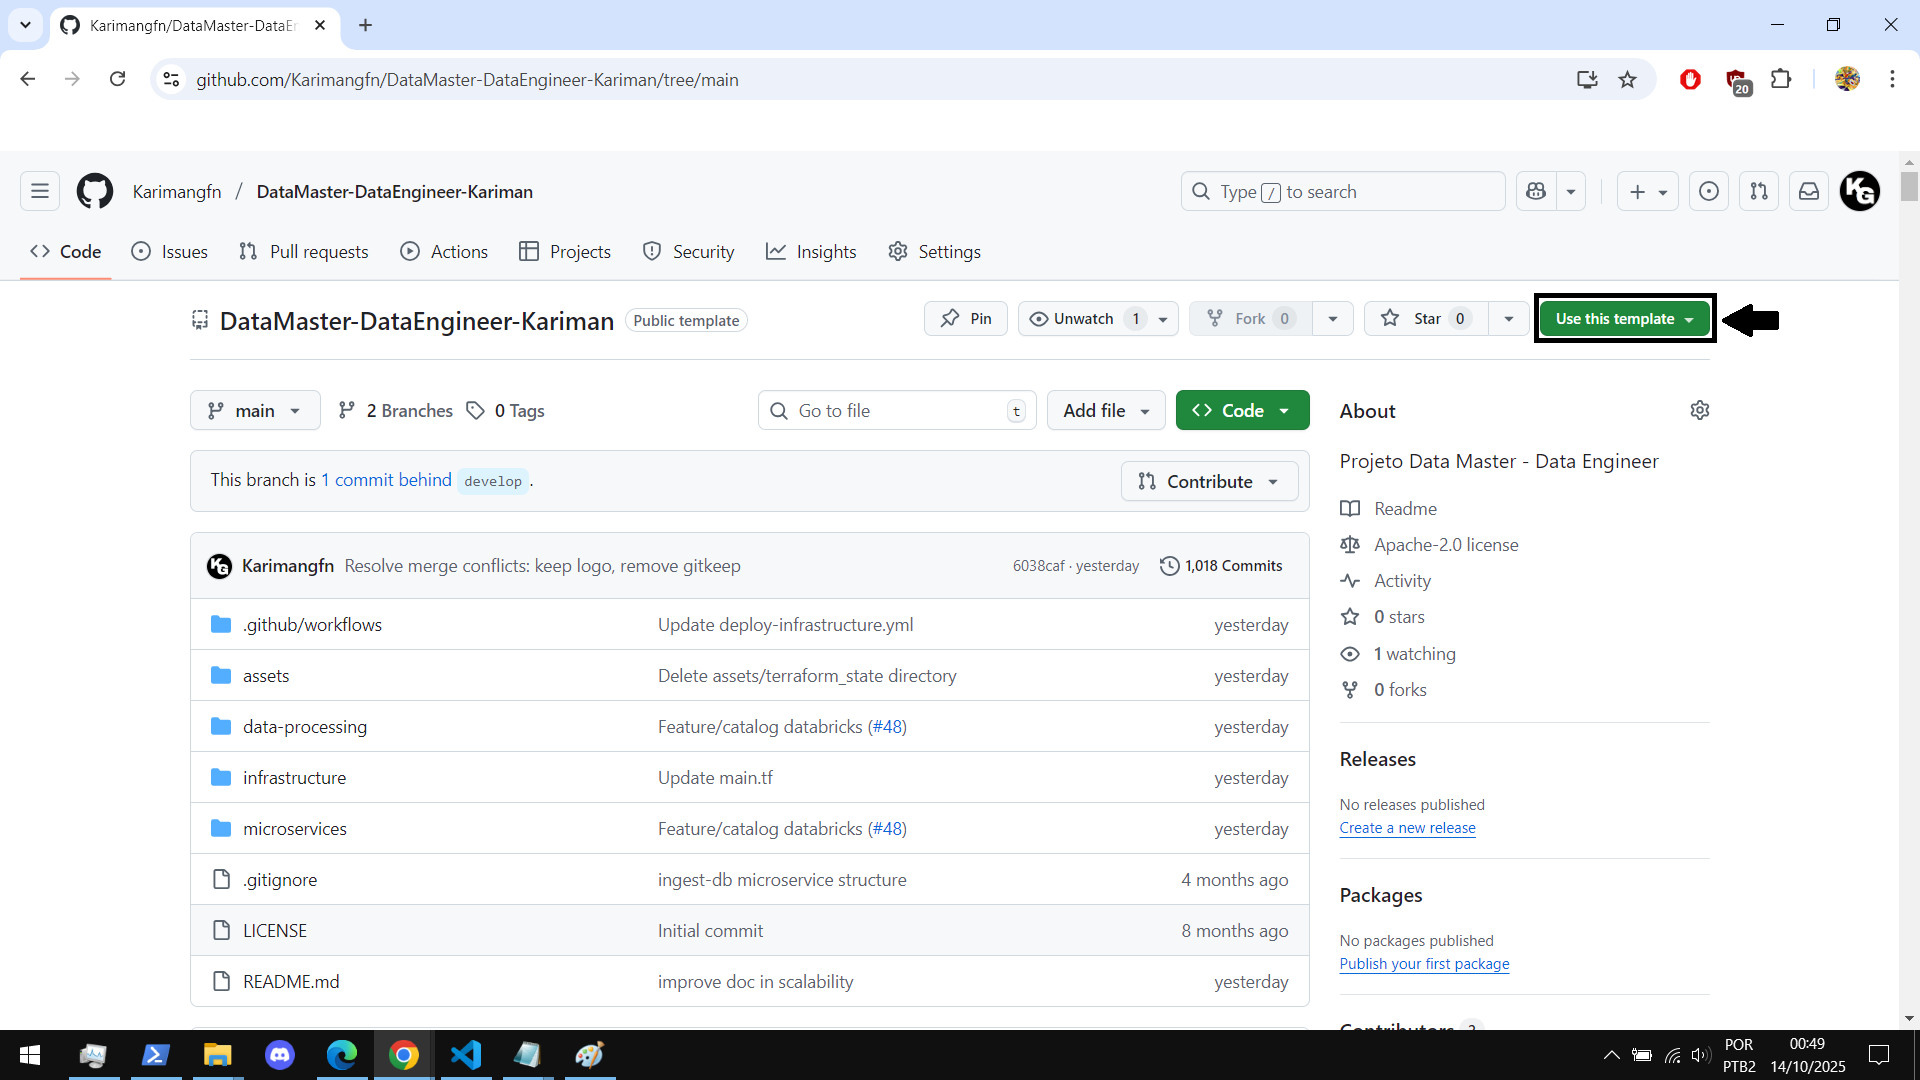 Karimangfn/DataMaster-DataEn
github.com/Karimangfn/DataMaster-DataEngineer-Kariman/tree/main
20
Karimangfn / DataMaster-DataEngineer-Kariman
Type / to search
KG
Code Issues Pull requests Actions Projects Security Insights Settings
DataMaster-DataEngineer-Kariman Public template
Pin Unwatch 1 Fork 0 Star 0 Use this template
main 2 Branches 0 Tags Go to file t Add file Code
This branch is 1 commit behind develop .
Contribute
KG Karimangfn Resolve merge conflicts: keep logo, remove gitkeep 6038caf · yesterday 1,018 Commits
.github/workflows Update deploy-infrastructure.yml yesterday
assets Delete assets/terraform_state directory yesterday
data-processing Feature/catalog databricks (#48) yesterday
infrastructure Update main.tf yesterday
microservices Feature/catalog databricks (#48) yesterday
.gitignore ingest-db microservice structure 4 months ago
LICENSE Initial commit 8 months ago
README.md improve doc in scalability yesterday
About
Projeto Data Master - Data Engineer
Readme
Apache-2.0 license
Activity
0 stars
1 watching
0 forks
Releases
No releases published
Create a new release
Packages
No packages published
Publish your first package
Contributors 2
POR
PTB2
00:49
14/10/2025